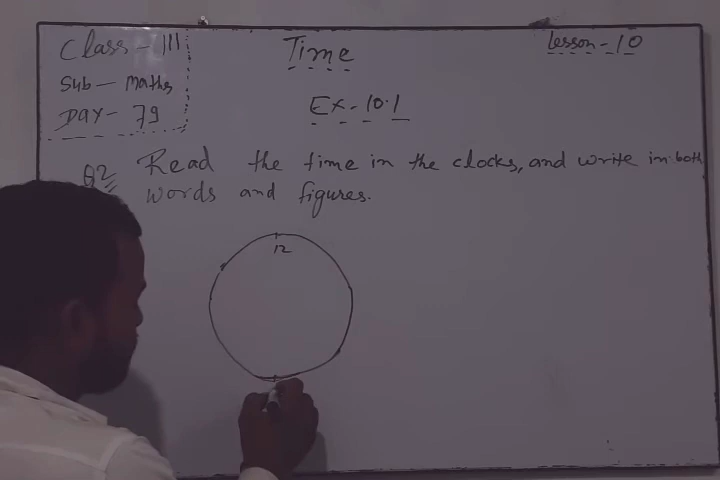 Class - III
Sub - Maths
Day - 79
Time
Lesson - 10
Ex - 10.1
Q2 Read the time in the clocks, and write in both
words and figures.
12